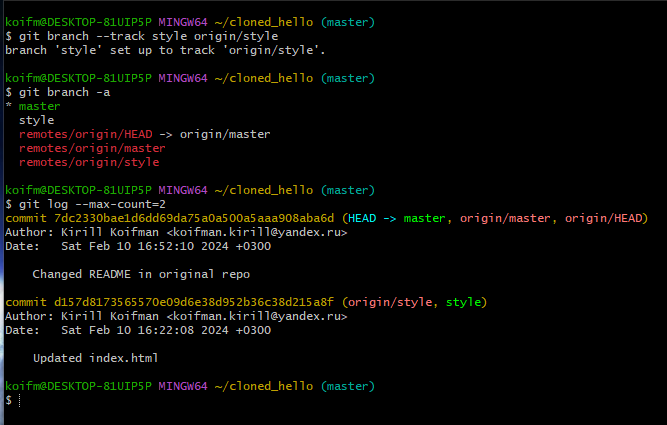 koifm@DESKTOP-81UIP5P MINGW64 ~/cloned_hello (master)
$ git branch --track style origin/style
branch 'style' set up to track 'origin/style'.
koifm@DESKTOP-81UIP5P MINGW64 ~/cloned_hello (master)
$ git branch -a
* master
  style
  remotes/origin/HEAD -> origin/master
  remotes/origin/master
  remotes/origin/style
koifm@DESKTOP-81UIP5P MINGW64 ~/cloned_hello (master)
$ git log --max-count=2
commit 7dc2330bae1d6dd69da75a0a500a5aaa908aba6d (HEAD -> master, origin/master, origin/HEAD)
Author: Kirill Koifman <koifman.kirill@yandex.ru>
Date:   Sat Feb 10 16:52:10 2024 +0300
    Changed README in original repo
commit d157d8173565570e09d6e38d952b36c38d215a8f (origin/style, style)
Author: Kirill Koifman <koifman.kirill@yandex.ru>
Date:   Sat Feb 10 16:22:08 2024 +0300
    Updated index.html
koifm@DESKTOP-81UIP5P MINGW64 ~/cloned_hello (master)
$